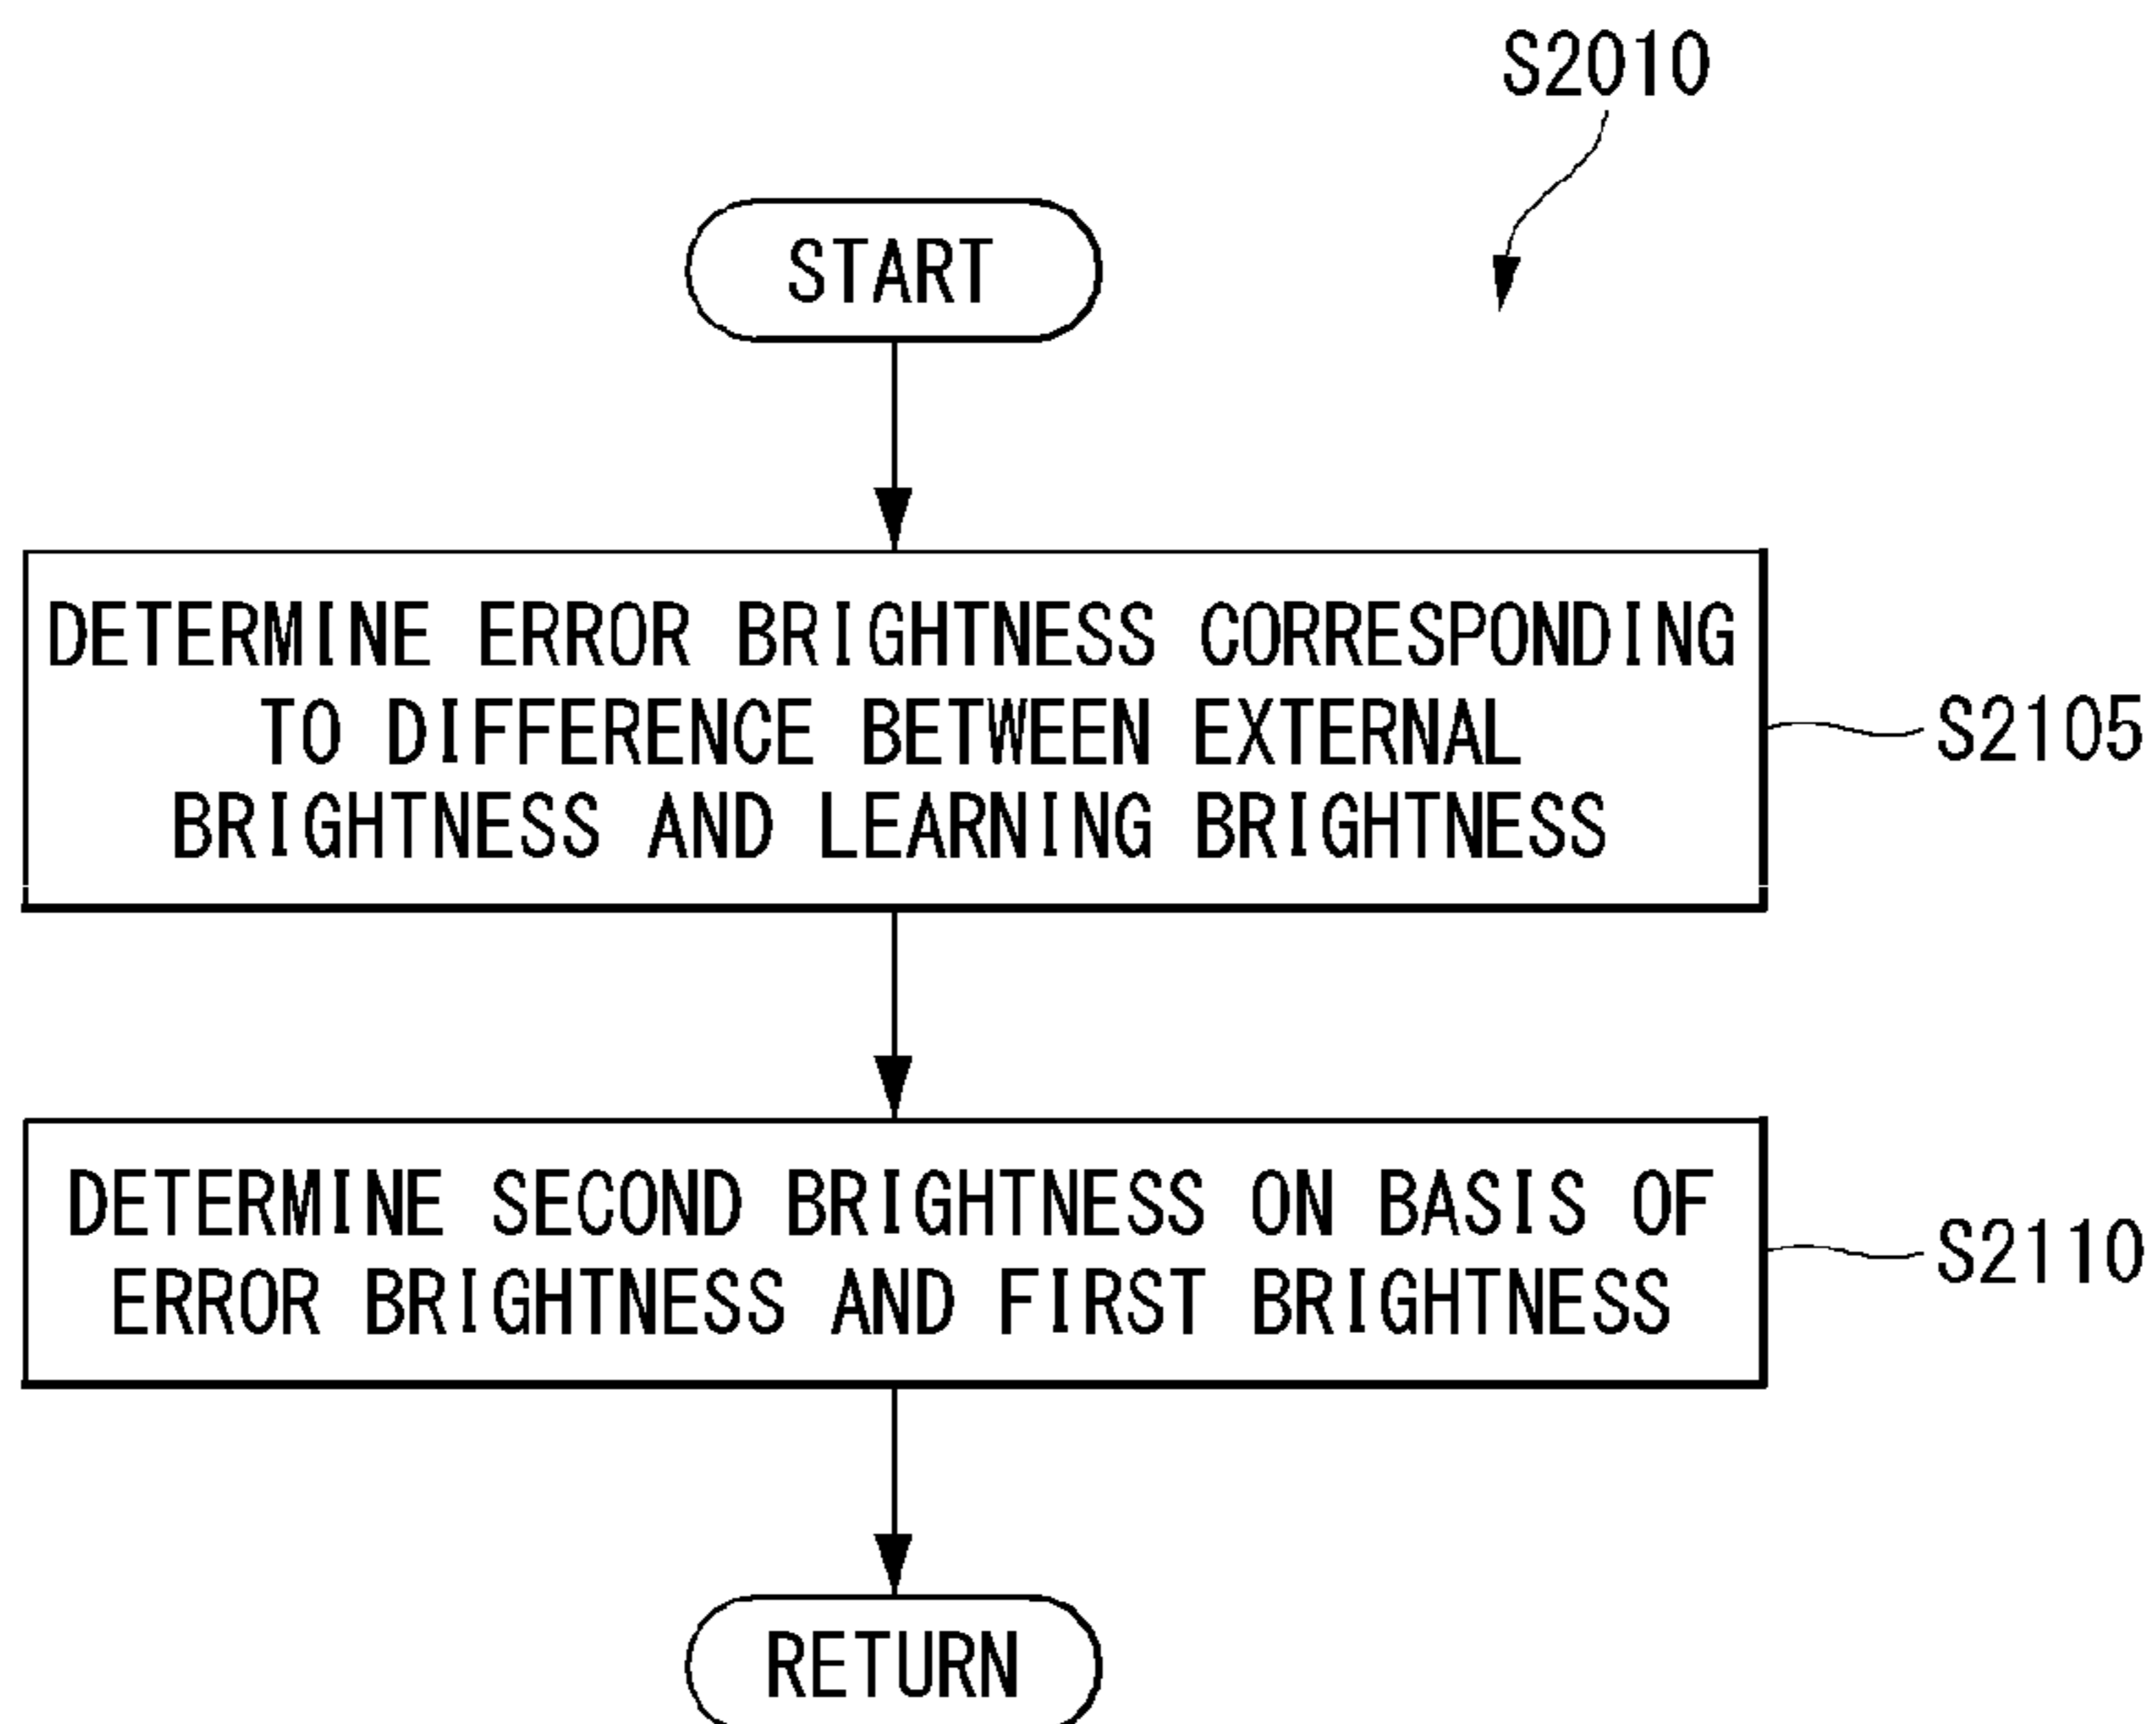 S2010
START
DETERMINE ERROR BRIGHTNESS CORRESPONDING
TO DIFFERENCE BETWEEN EXTERNAL
BRIGHTNESS AND LEARNING BRIGHTNESS
S2105
DETERMINE SECOND BRIGHTNESS ON BASIS OF
ERROR BRIGHTNESS AND FIRST BRIGHTNESS
S2110
RETURN